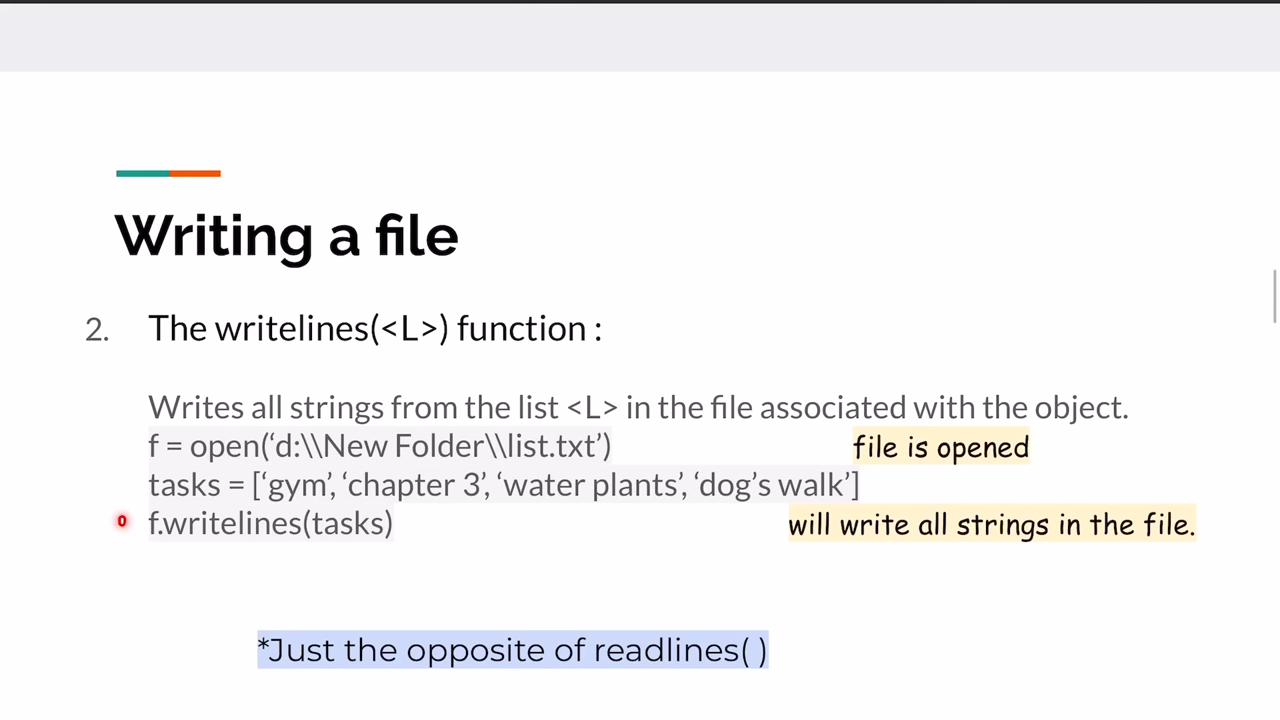 Writing a file
2. The writelines(<L>) function :
Writes all strings from the list <L> in the file associated with the object.
f = open(‘d:\\New Folder\\list.txt’) file is opened
tasks = [‘gym’, ‘chapter 3’, ‘water plants’, ‘dog’s walk’]
f.writelines(tasks) will write all strings in the file.
*Just the opposite of readlines( )